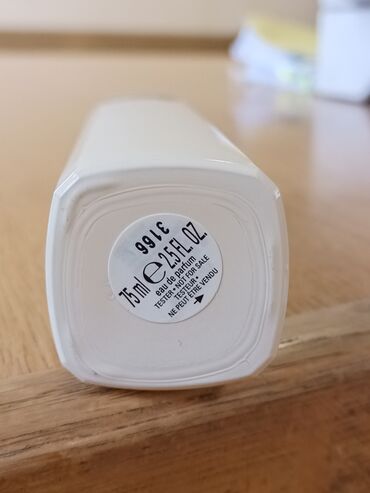 3166
75 ml e 2.5 FL. OZ.
eau de parfum
TESTER • NOT FOR SALE
TESTEUR •
NE PEUT ÊTRE VENDU